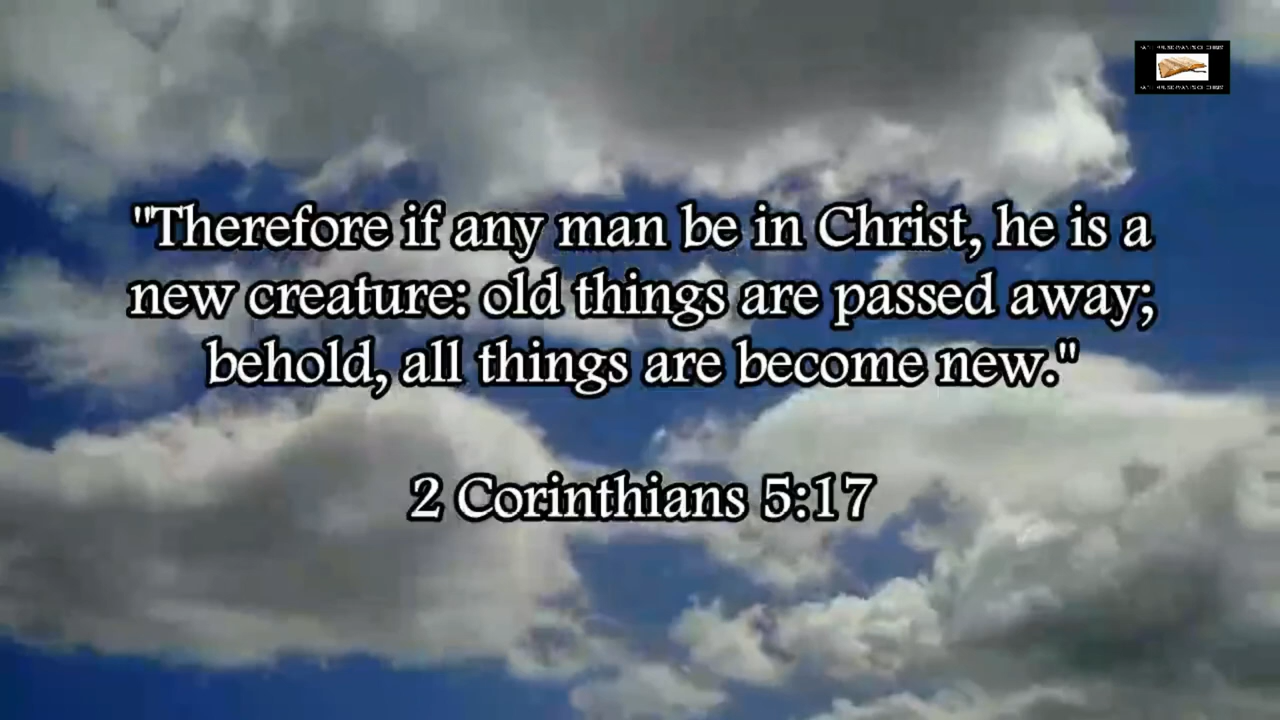 "Therefore if any man be in Christ, he is a
new creature: old things are passed away;
behold, all things are become new."
2 Corinthians 5:17